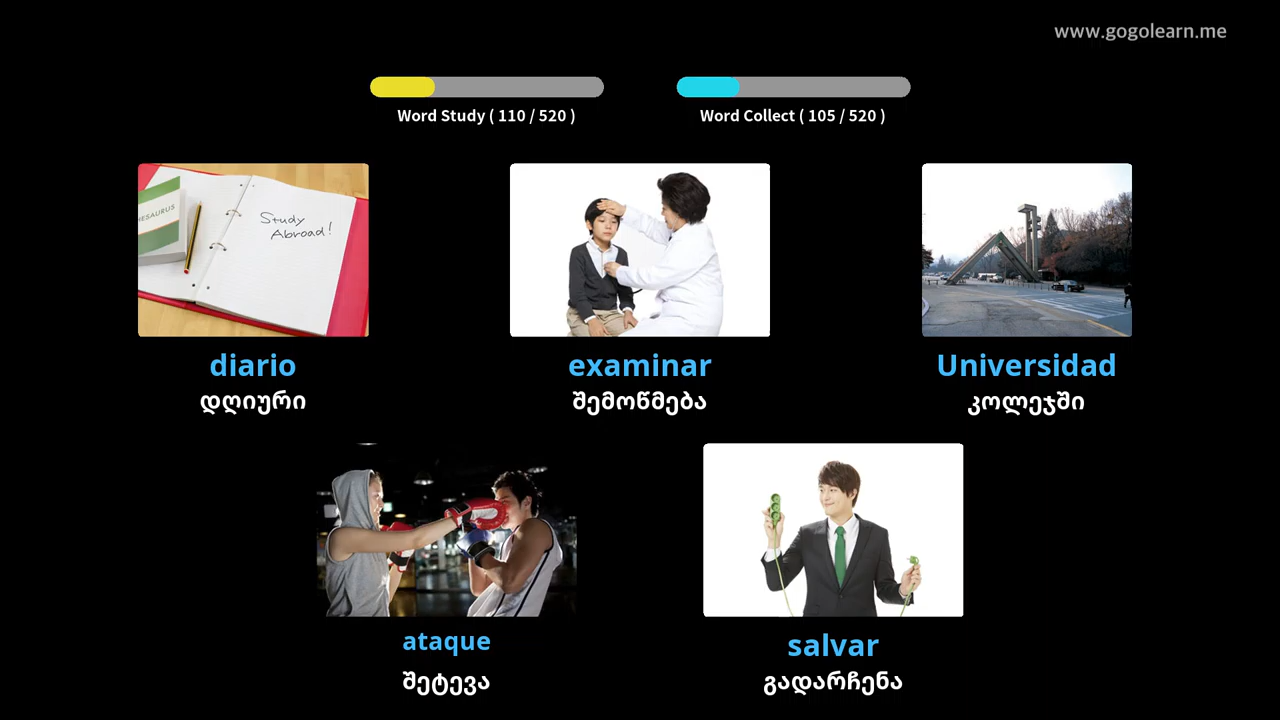 www.gogolearn.me
Word Study ( 110 / 520 )
Word Collect ( 105 / 520 )
HESAURUS
Study
Abroad!
diario
დღიური
examinar
შემოწმება
Universidad
კოლეჯში
ataque
შეტევა
salvar
გადარჩენა